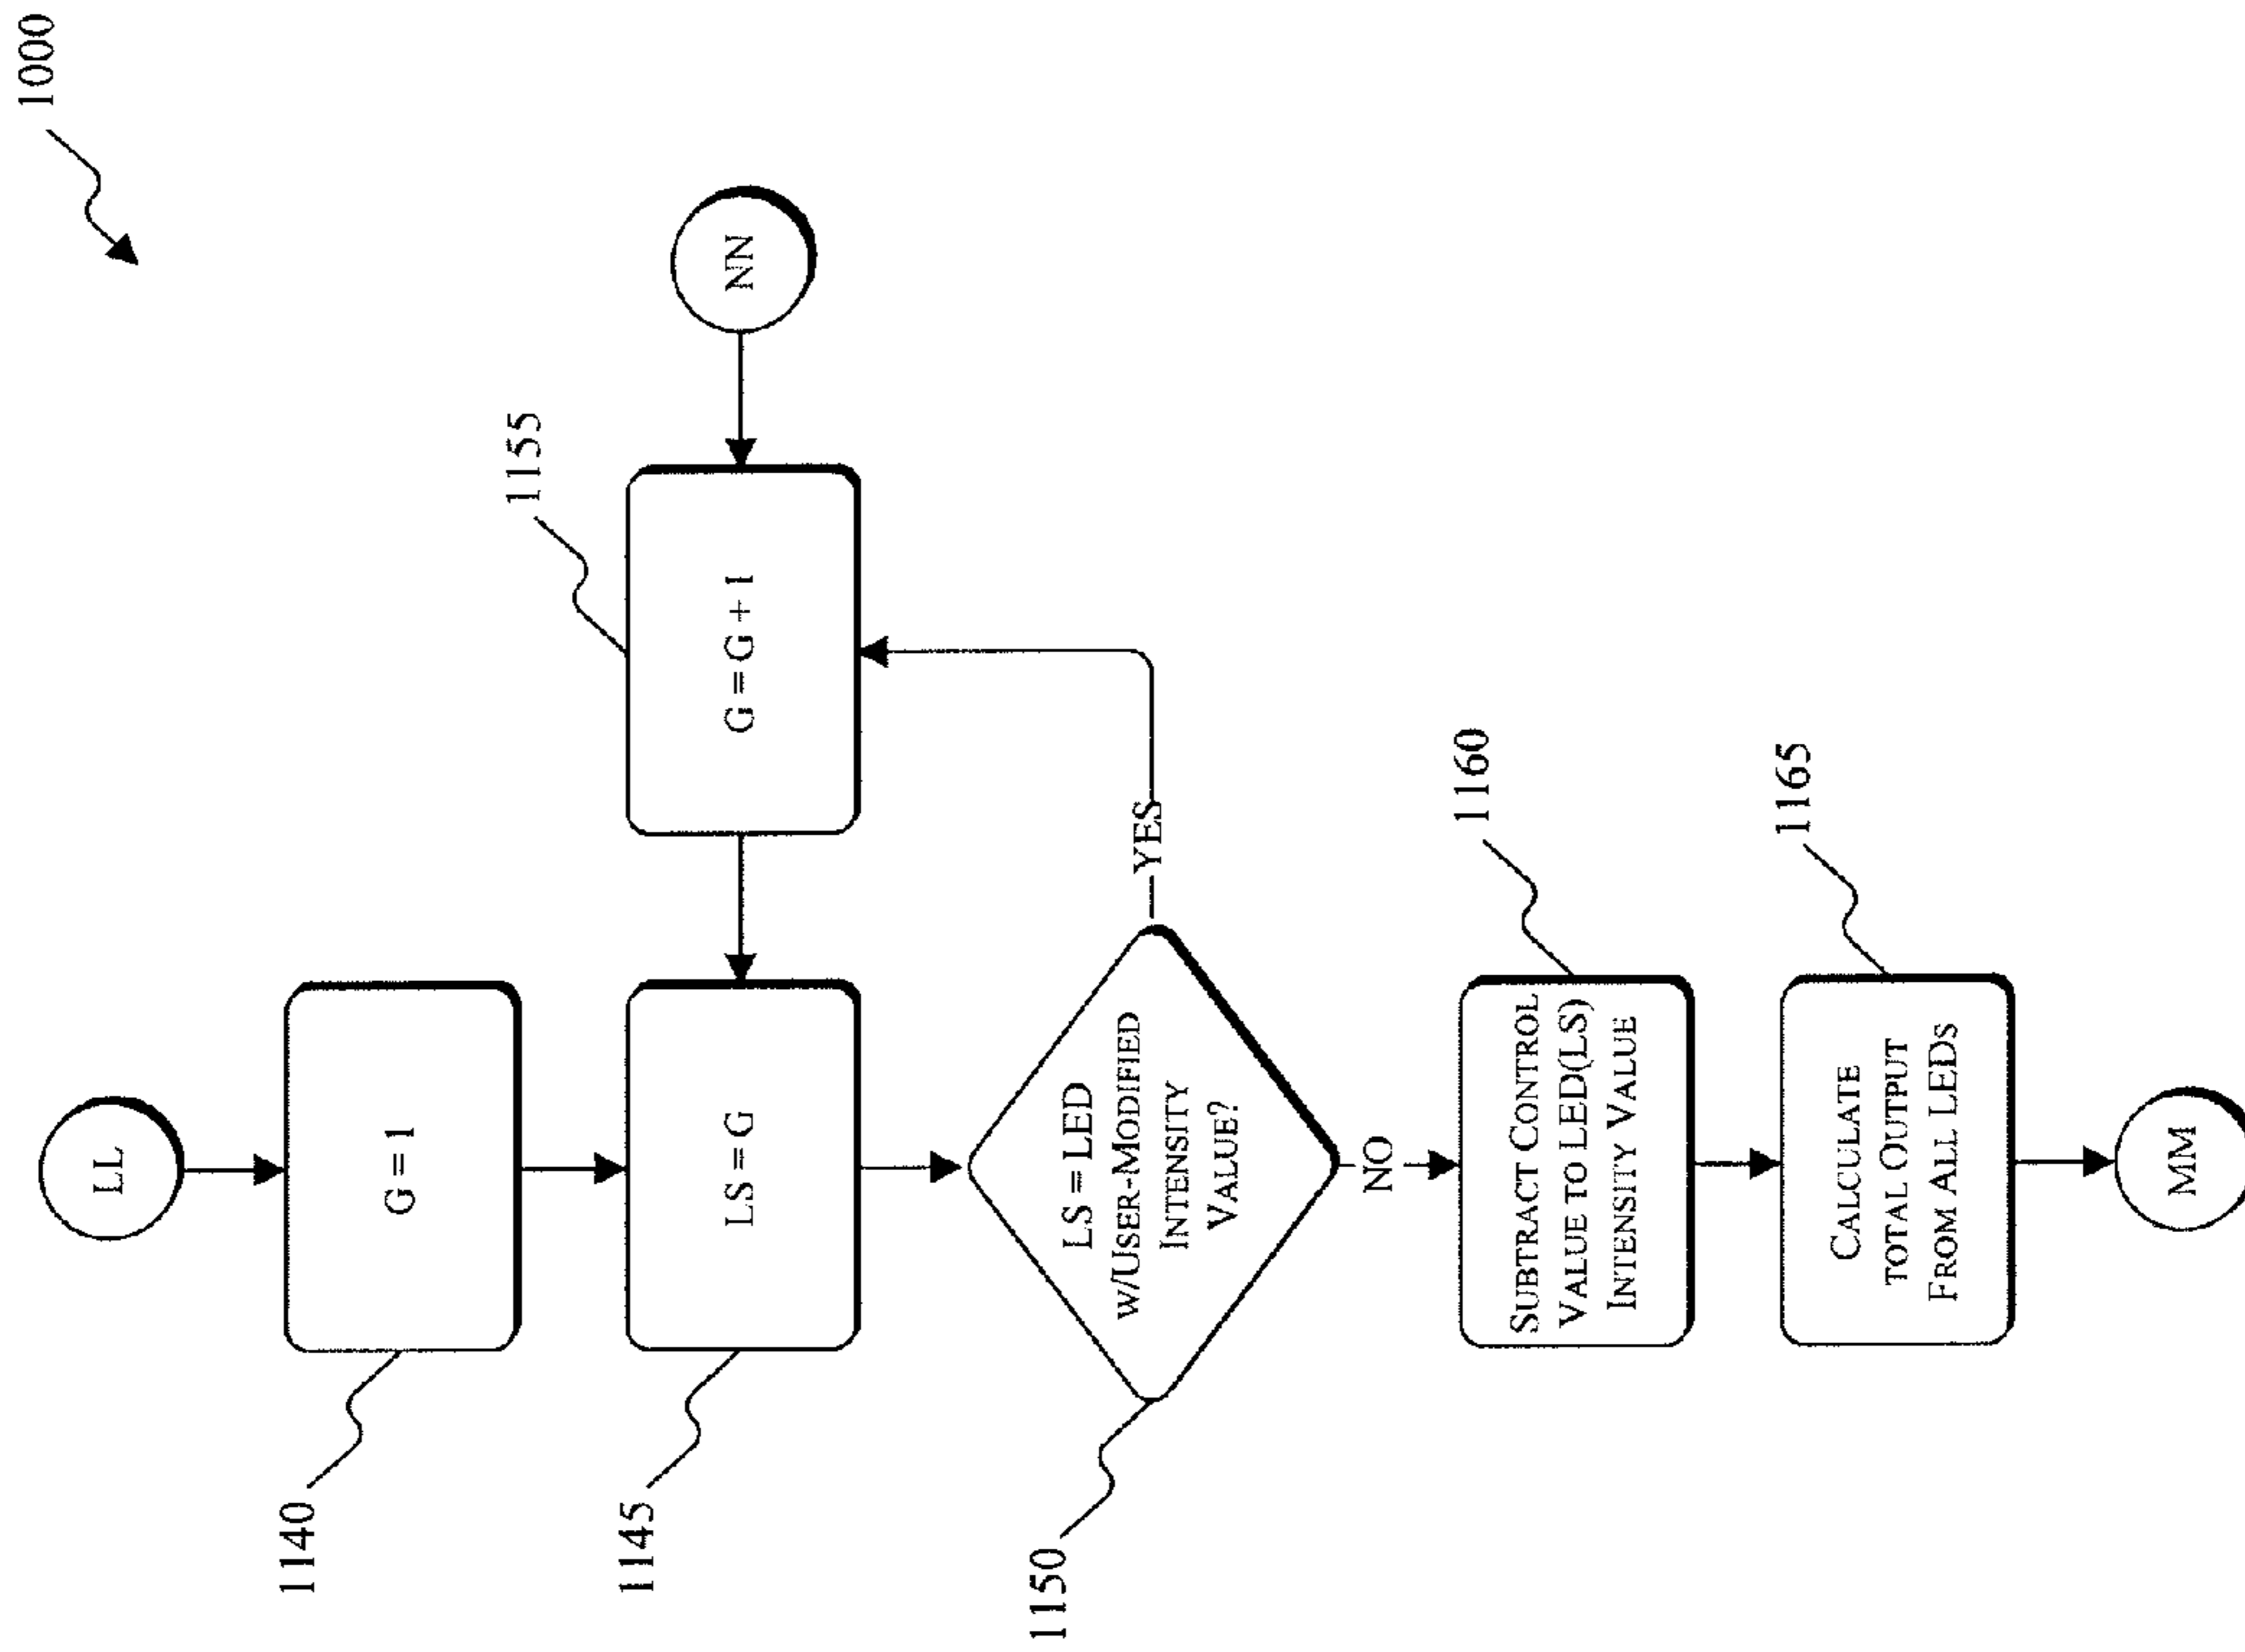 1000
LL
1140
G = 1
1145
LS = G
1155
G = G + 1
NN
1150
LS = LED
W/USER-MODIFIED
INTENSITY
VALUE?
YES
NO
1160
SUBTRACT CONTROL
VALUE TO LED(LS)
INTENSITY VALUE
1165
CALCULATE
TOTAL OUTPUT
FROM ALL LEDS
MM